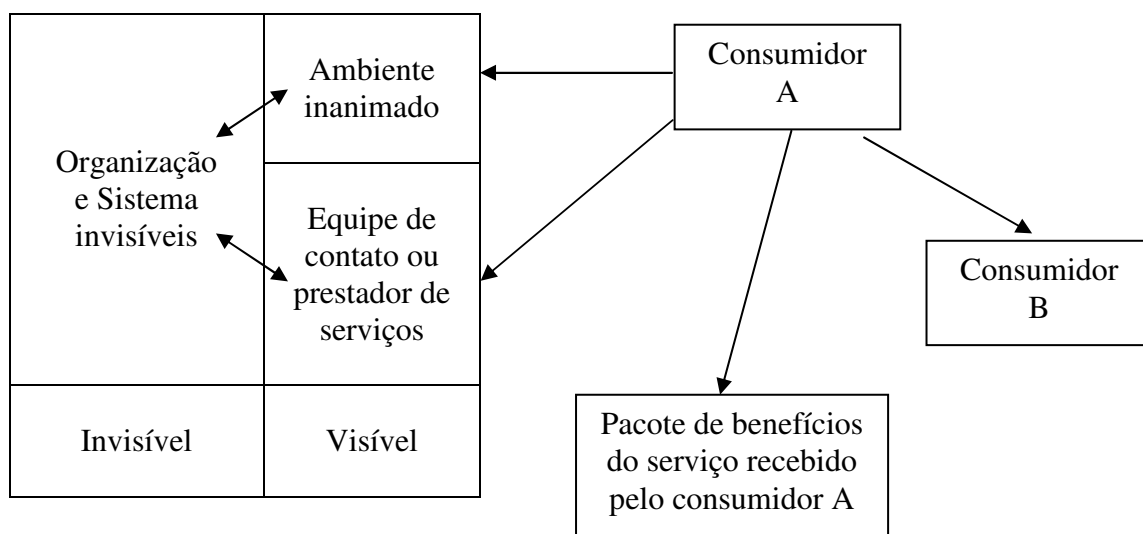 Organização
e Sistema
invisíveis
Ambiente
inanimado
Equipe de
contato ou
prestador de
serviços
Invisível
Visível
Consumidor
A
Consumidor
B
Pacote de benefícios
do serviço recebido
pelo consumidor A